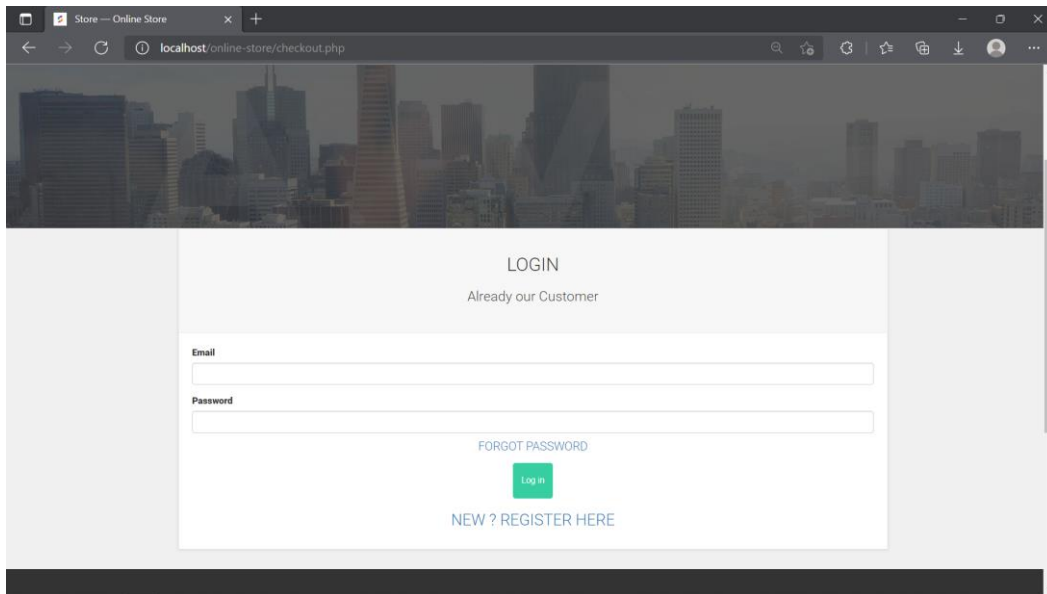 Store — Online Store
localhost/online-store/checkout.php
LOGIN
Already our Customer
Email
Password
FORGOT PASSWORD
Log in
NEW ? REGISTER HERE